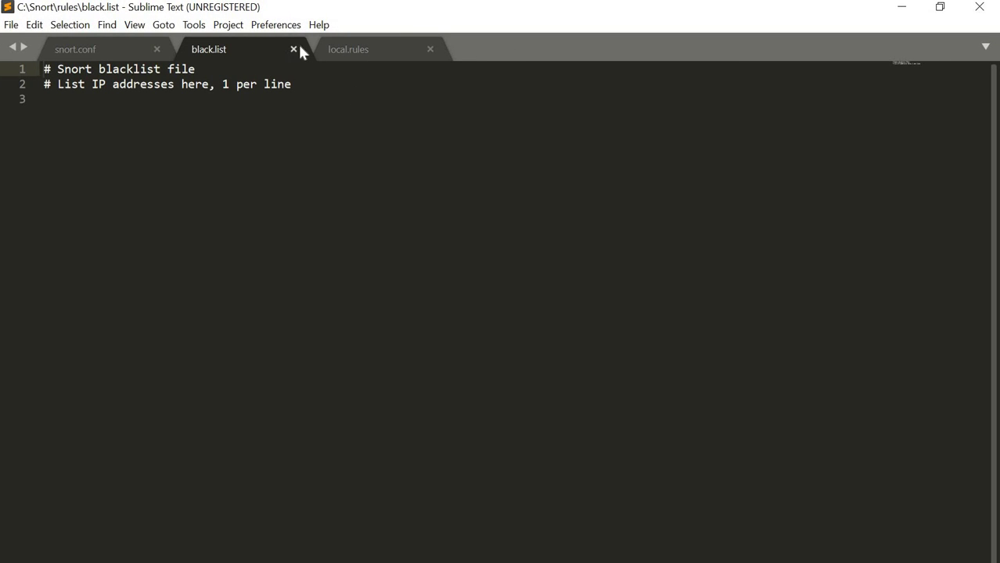 C:\Snort\rules\black.list - Sublime Text (UNREGISTERED)
File Edit Selection Find View Goto Tools Project Preferences Help
snort.conf black.list local.rules
1 # Snort blacklist file
2 # List IP addresses here, 1 per line
3